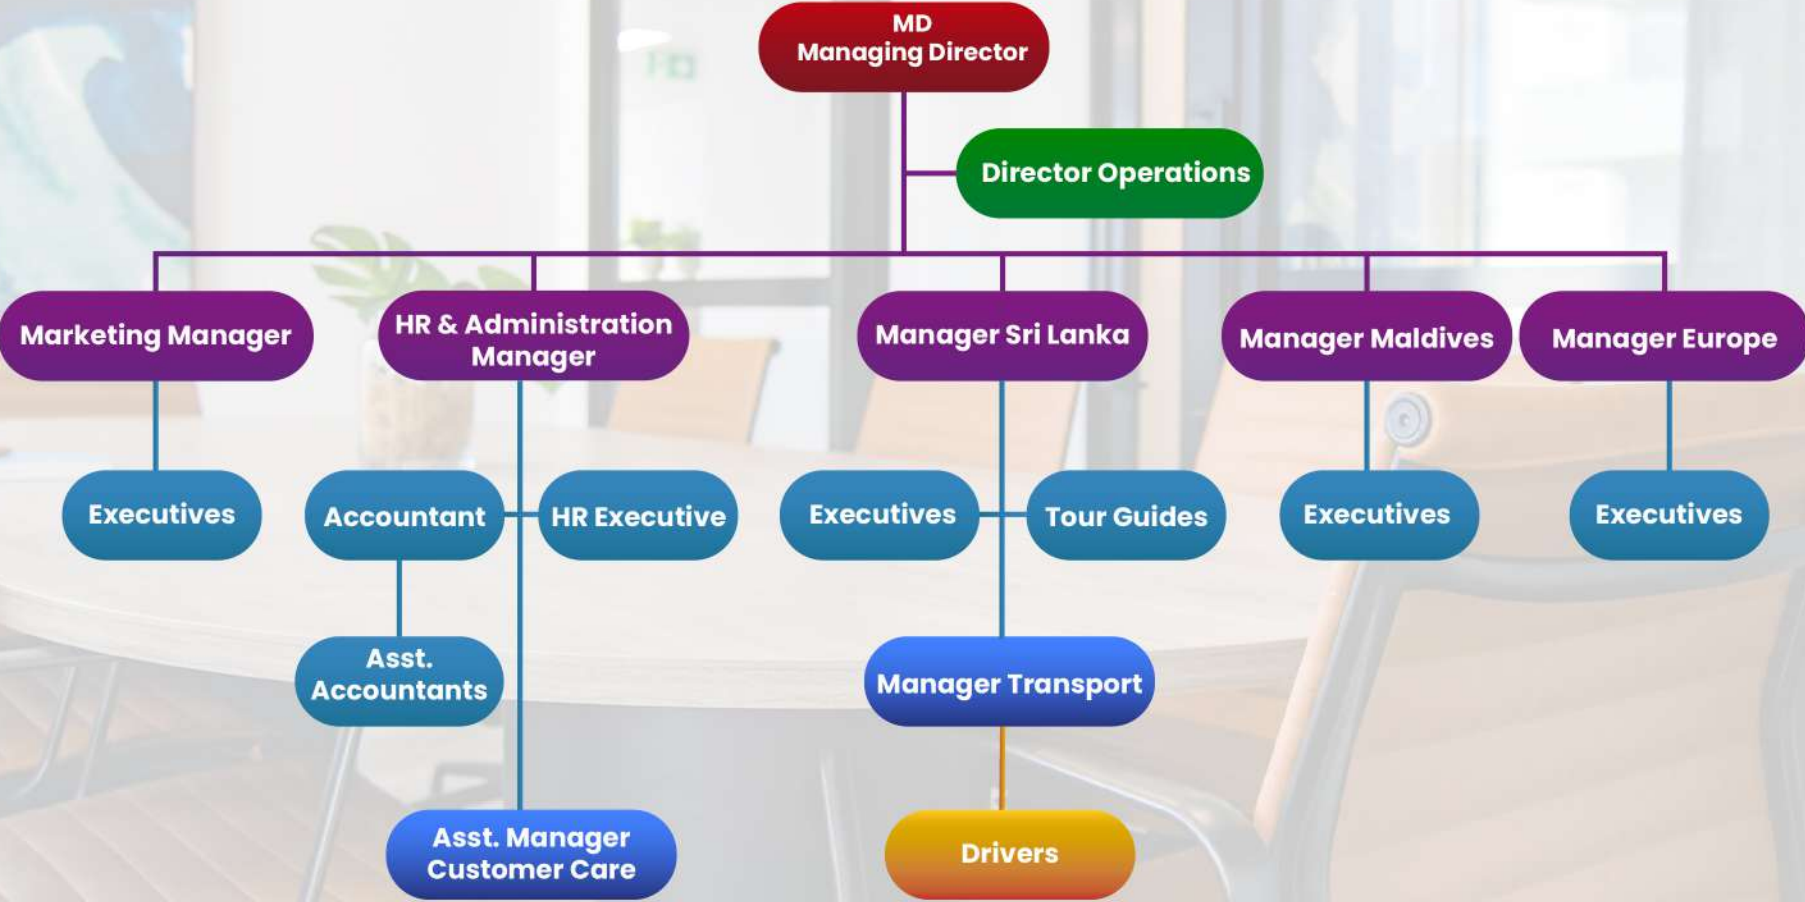 MD
Managing Director
Director Operations
Marketing Manager
HR & Administration
Manager
Manager Sri Lanka
Manager Maldives
Manager Europe
Executives
Accountant
HR Executive
Executives
Tour Guides
Executives
Executives
Asst.
Accountants
Manager Transport
Asst. Manager
Customer Care
Drivers